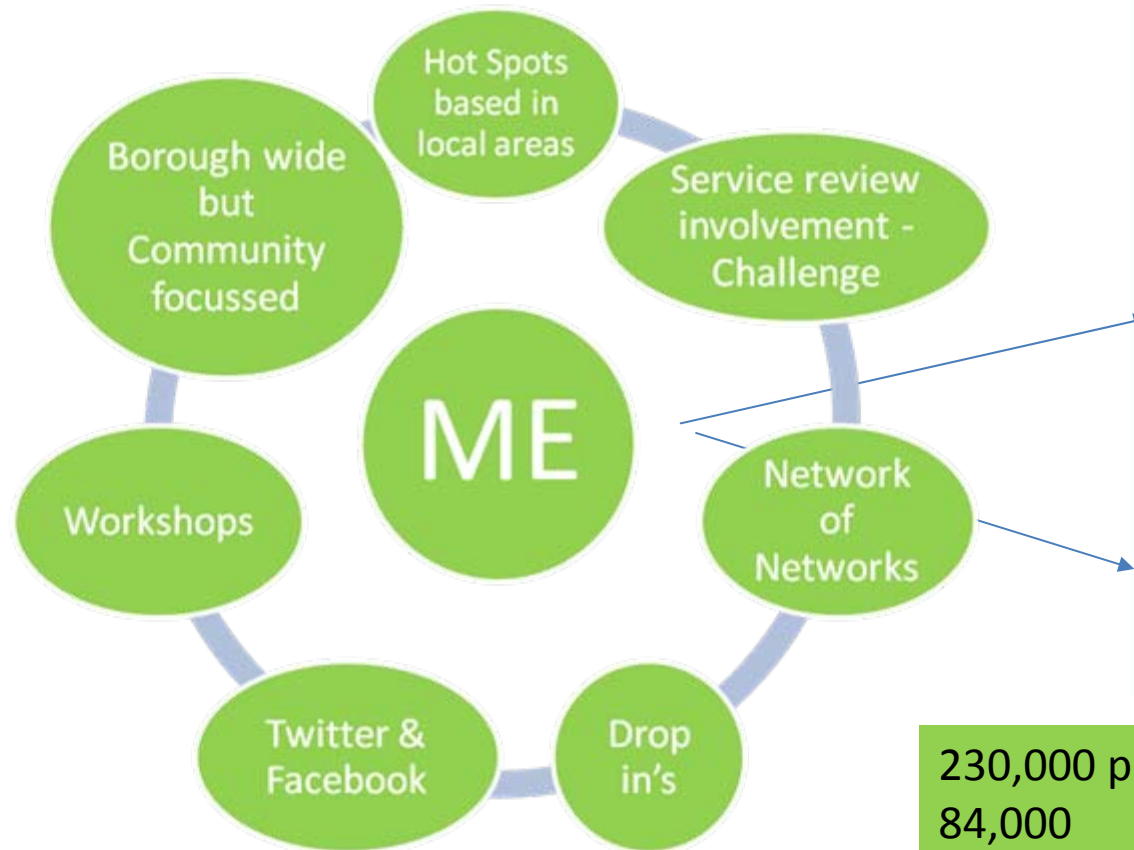 Hot Spots
based in
local areas
Service review
involvement -
Challenge
Network
of
Networks
Drop
in’s
Twitter &
Facebook
Workshops
Borough wide
but
Community
focussed
ME
230,000 p
84,000